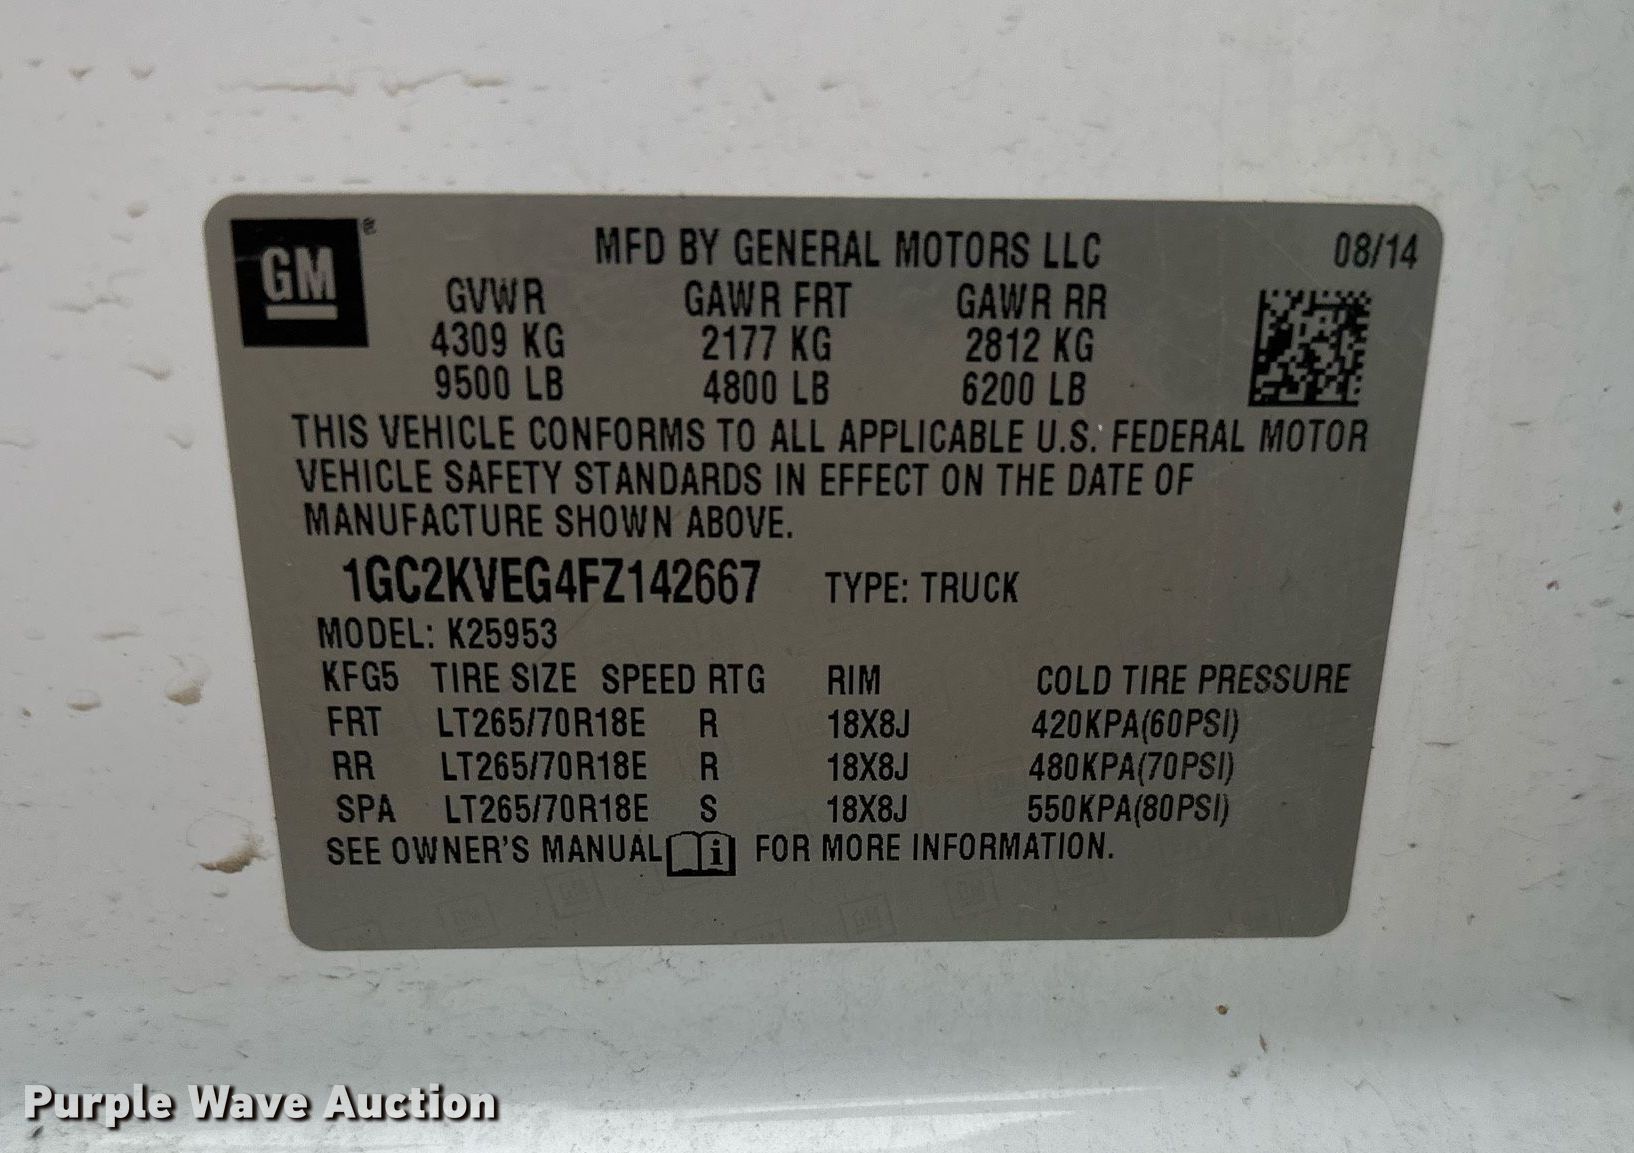 GM®
MFD BY GENERAL MOTORS LLC 08/14
GVWR GAWR FRT GAWR RR
4309 KG 2177 KG 2812 KG
9500 LB 4800 LB 6200 LB
THIS VEHICLE CONFORMS TO ALL APPLICABLE U.S. FEDERAL MOTOR
VEHICLE SAFETY STANDARDS IN EFFECT ON THE DATE OF
MANUFACTURE SHOWN ABOVE.
1GC2KVEG4FZ142667 TYPE: TRUCK
MODEL: K25953
KFG5 TIRE SIZE SPEED RTG RIM COLD TIRE PRESSURE
FRT LT265/70R18E R 18X8J 420KPA(60PSI)
RR LT265/70R18E R 18X8J 480KPA(70PSI)
SPA LT265/70R18E S 18X8J 550KPA(80PSI)
SEE OWNER'S MANUAL i FOR MORE INFORMATION.
Purple Wave Auction